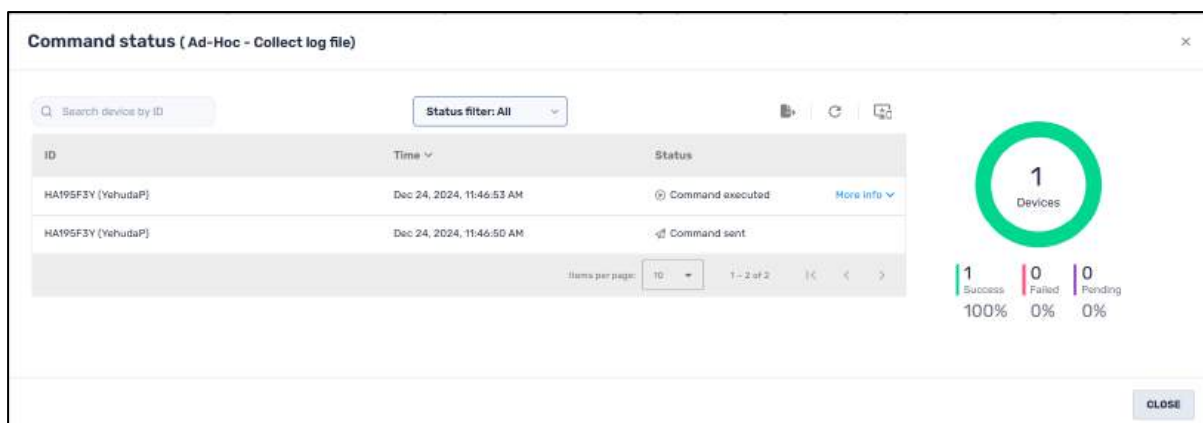 Command status ( Ad-Hoc - Collect log file)
Search device by ID
Status filter: All
ID Time Status
HA195F3Y (YehudaP) Dec 24, 2024, 11:46:53 AM Command executed More info
HA195F3Y (YehudaP) Dec 24, 2024, 11:46:50 AM Command sent
Items per page: 10 1 – 2 of 2
1
Devices
1 0 0
Success Failed Pending
100% 0% 0%
CLOSE